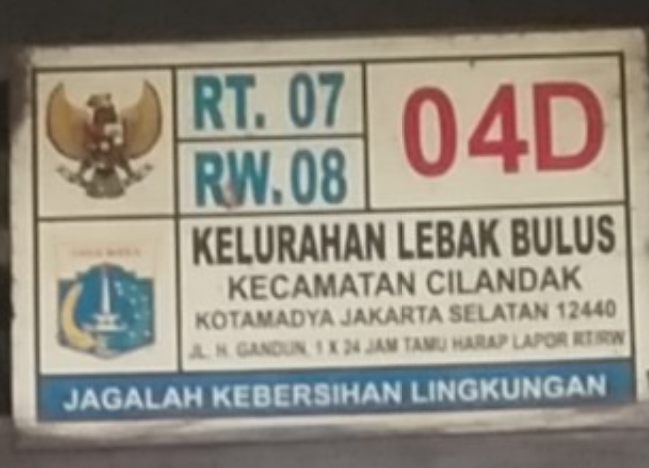 RT. 07
RW. 08
04D
KELURAHAN LEBAK BULUS
KECAMATAN CILANDAK
KOTAMADYA JAKARTA SELATAN 12440
JL. H. GANDUN. 1 X 24 JAM TAMU HARAP LAPOR RT/RW
JAGALAH KEBERSIHAN LINGKUNGAN